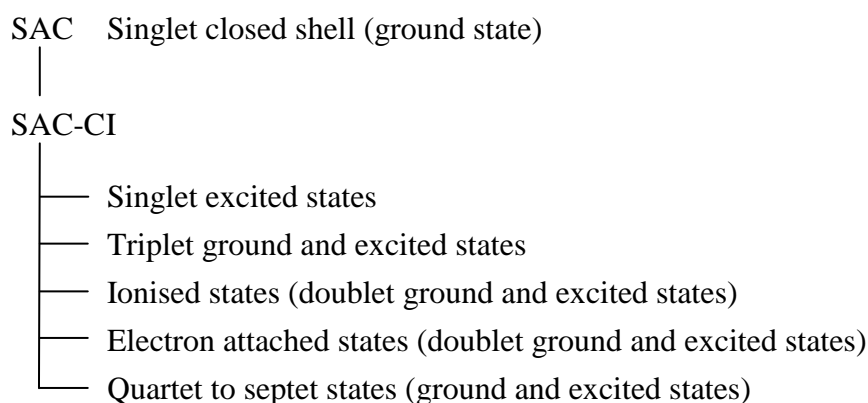 SAC Singlet closed shell (ground state)
SAC-CI
Singlet excited states
Triplet ground and excited states
Ionised states (doublet ground and excited states)
Electron attached states (doublet ground and excited states)
Quartet to septet states (ground and excited states)